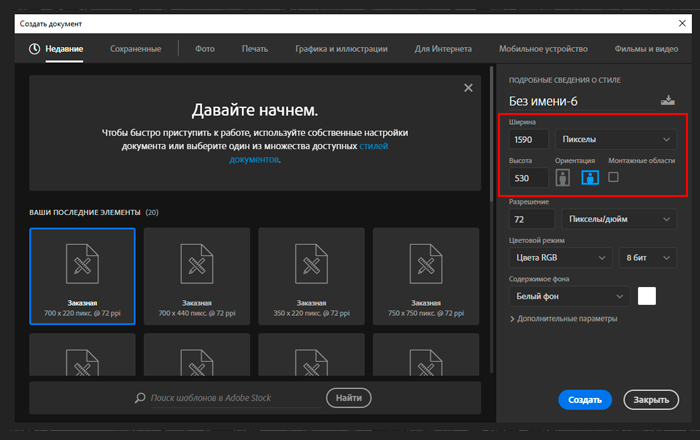 Создать документ
Недавние
Сохраненные
Фото
Печать
Графика и иллюстрации
Для Интернета
Мобильное устройство
Фильмы и видео
Давайте начнем.
Чтобы быстро приступить к работе, используйте собственные настройки
документа или выберите один из множества доступных стилей
документов.
ВАШИ ПОСЛЕДНИЕ ЭЛЕМЕНТЫ (20)
Заказная
700 x 220 пикс. @ 72 ppi
Заказная
700 x 440 пикс. @ 72 ppi
Заказная
350 x 220 пикс. @ 72 ppi
Заказная
750 x 750 пикс. @ 72 ppi
Поиск шаблонов в Adobe Stock
Найти
ПОДРОБНЫЕ СВЕДЕНИЯ О СТИЛЕ
Без имени-6
Ширина
1590 Пикселы
Высота Ориентация Монтажные области
530
Разрешение
72 Пикселы/дюйм
Цветовой режим
Цвета RGB 8 бит
Содержимое фона
Белый фон
Дополнительные параметры
Создать
Закрыть